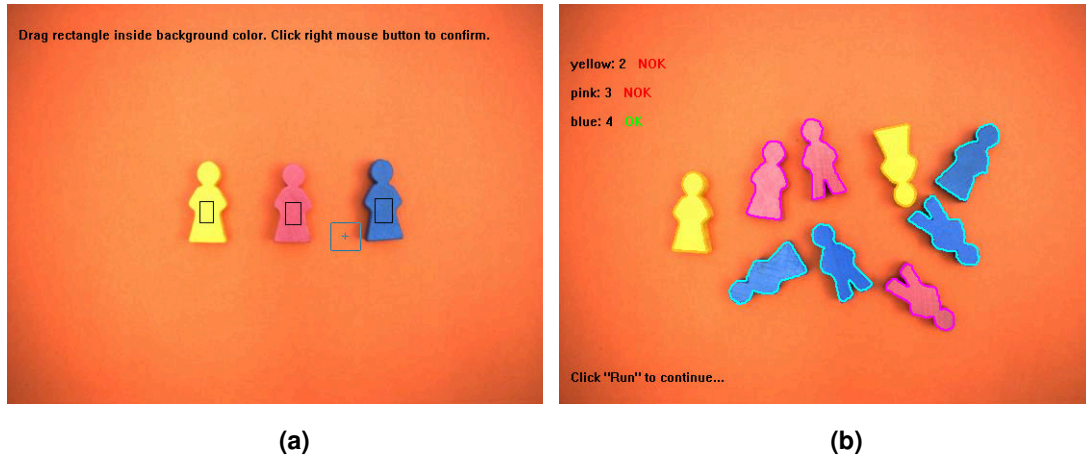 Drag rectangle inside background color. Click right mouse button to confirm.
yellow: 2 NOK
pink: 3 NOK
blue: 4 OK
Click "Run" to continue...
(a)
(b)